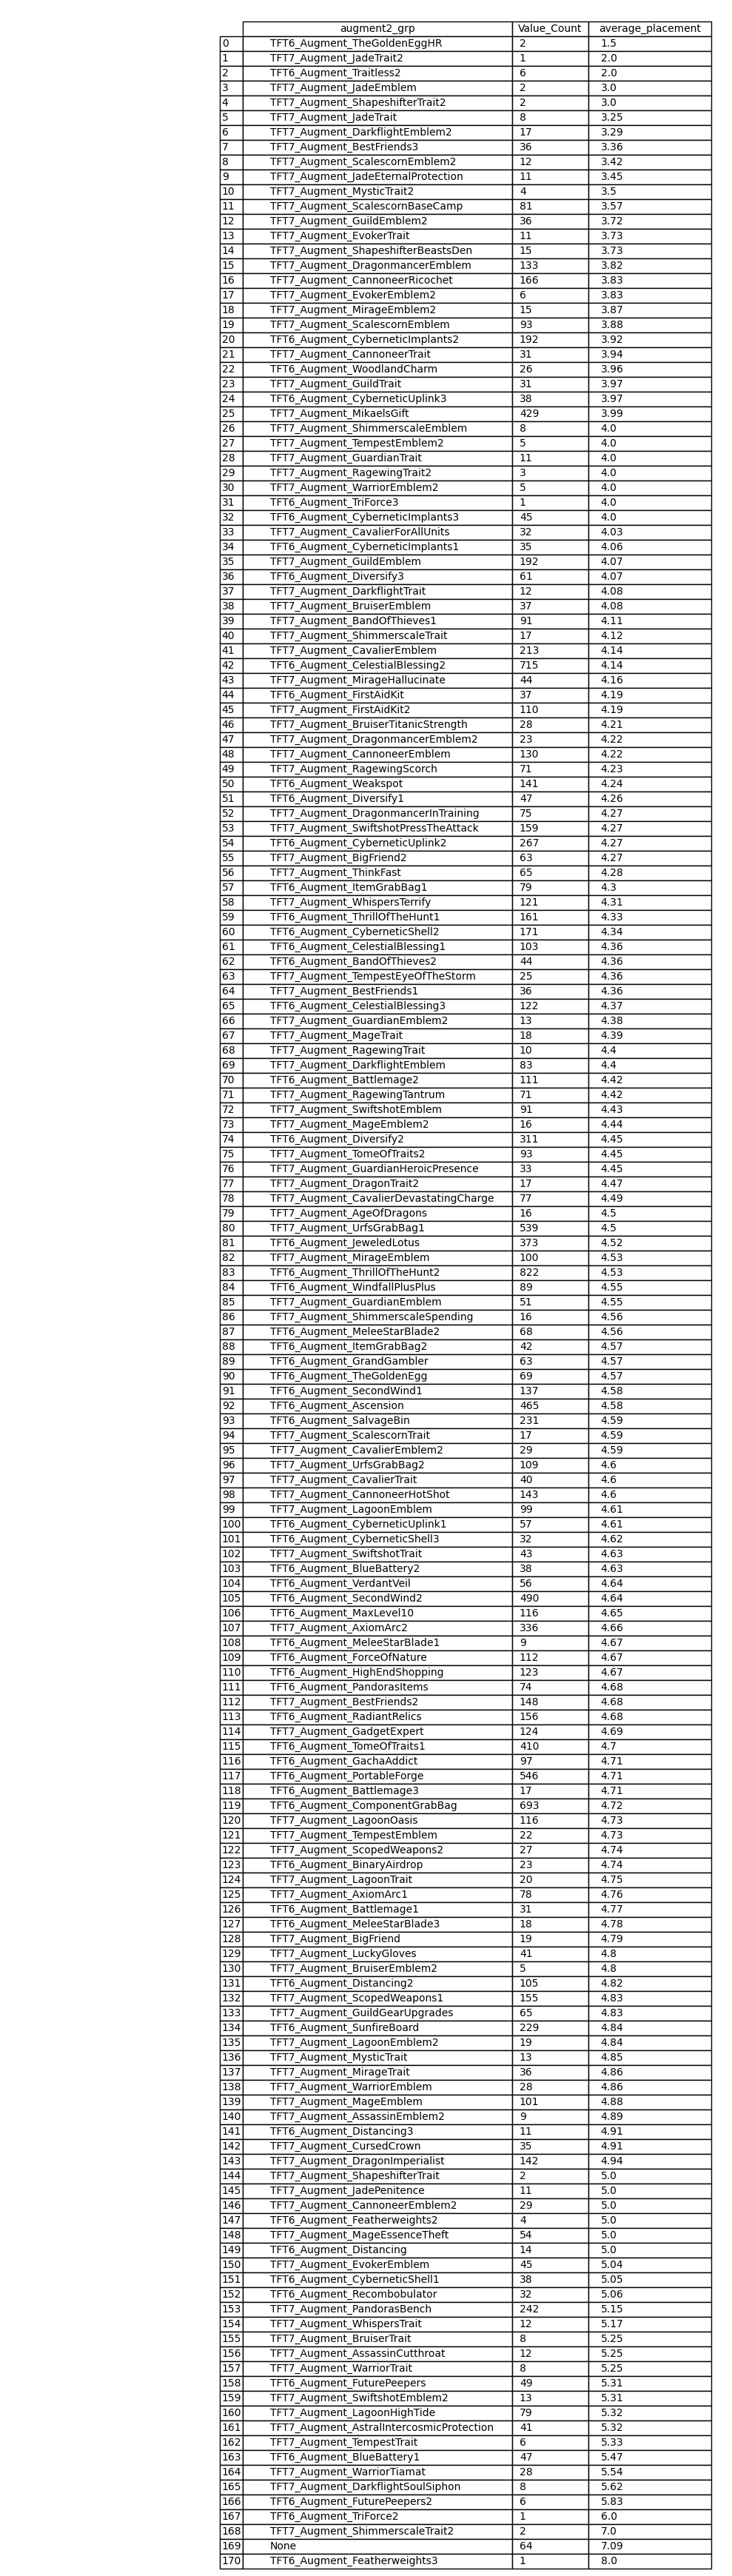 augment2_grp Value_Count average_placement
0 TFT6_Augment_TheGoldenEggHR 2 1.5
1 TFT7_Augment_JadeTrait2 1 2.0
2 TFT6_Augment_Traitless2 6 2.0
3 TFT7_Augment_JadeEmblem 2 3.0
4 TFT7_Augment_ShapeshifterTrait2 2 3.0
5 TFT7_Augment_JadeTrait 8 3.25
6 TFT7_Augment_DarkflightEmblem2 17 3.29
7 TFT7_Augment_BestFriends3 36 3.36
8 TFT7_Augment_ScalescornEmblem2 12 3.42
9 TFT7_Augment_JadeEternalProtection 11 3.45
10 TFT7_Augment_MysticTrait2 4 3.5
11 TFT7_Augment_ScalescornBaseCamp 81 3.57
12 TFT7_Augment_GuildEmblem2 36 3.72
13 TFT7_Augment_EvokerTrait 11 3.73
14 TFT7_Augment_ShapeshifterBeastsDen 15 3.73
15 TFT7_Augment_DragonmancerEmblem 133 3.82
16 TFT7_Augment_CannoneerRicochet 166 3.83
17 TFT7_Augment_EvokerEmblem2 6 3.83
18 TFT7_Augment_MirageEmblem2 15 3.87
19 TFT7_Augment_ScalescornEmblem 93 3.88
20 TFT6_Augment_CyberneticImplants2 192 3.92
21 TFT7_Augment_CannoneerTrait 31 3.94
22 TFT6_Augment_WoodlandCharm 26 3.96
23 TFT7_Augment_GuildTrait 31 3.97
24 TFT6_Augment_CyberneticUplink3 38 3.97
25 TFT7_Augment_MikaelsGift 429 3.99
26 TFT7_Augment_ShimmerscaleEmblem 8 4.0
27 TFT7_Augment_TempestEmblem2 5 4.0
28 TFT7_Augment_GuardianTrait 11 4.0
29 TFT7_Augment_RagewingTrait2 3 4.0
30 TFT7_Augment_WarriorEmblem2 5 4.0
31 TFT6_Augment_TriForce3 1 4.0
32 TFT6_Augment_CyberneticImplants3 45 4.0
33 TFT7_Augment_CavalierForAllUnits 32 4.03
34 TFT6_Augment_CyberneticImplants1 35 4.06
35 TFT7_Augment_GuildEmblem 192 4.07
36 TFT6_Augment_Diversify3 61 4.07
37 TFT7_Augment_DarkflightTrait 12 4.08
38 TFT7_Augment_BruiserEmblem 37 4.08
39 TFT7_Augment_BandOfThieves1 91 4.11
40 TFT7_Augment_ShimmerscaleTrait 17 4.12
41 TFT7_Augment_CavalierEmblem 213 4.14
42 TFT6_Augment_CelestialBlessing2 715 4.14
43 TFT7_Augment_MirageHallucinate 44 4.16
44 TFT6_Augment_FirstAidKit 37 4.19
45 TFT7_Augment_FirstAidKit2 110 4.19
46 TFT7_Augment_BruiserTitanicStrength 28 4.21
47 TFT7_Augment_DragonmancerEmblem2 23 4.22
48 TFT7_Augment_CannoneerEmblem 130 4.22
49 TFT7_Augment_RagewingScorch 71 4.23
50 TFT6_Augment_Weakspot 141 4.24
51 TFT6_Augment_Diversify1 47 4.26
52 TFT7_Augment_DragonmancerInTraining 75 4.27
53 TFT7_Augment_SwiftshotPressTheAttack 159 4.27
54 TFT6_Augment_CyberneticUplink2 267 4.27
55 TFT7_Augment_BigFriend2 63 4.27
56 TFT7_Augment_ThinkFast 65 4.28
57 TFT6_Augment_ItemGrabBag1 79 4.3
58 TFT7_Augment_WhispersTerrify 121 4.31
59 TFT6_Augment_ThrillOfTheHunt1 161 4.33
60 TFT6_Augment_CyberneticShell2 171 4.34
61 TFT6_Augment_CelestialBlessing1 103 4.36
62 TFT6_Augment_BandOfThieves2 44 4.36
63 TFT7_Augment_TempestEyeOfTheStorm 25 4.36
64 TFT7_Augment_BestFriends1 36 4.36
65 TFT6_Augment_CelestialBlessing3 122 4.37
66 TFT7_Augment_GuardianEmblem2 13 4.38
67 TFT7_Augment_MageTrait 18 4.39
68 TFT7_Augment_RagewingTrait 10 4.4
69 TFT7_Augment_DarkflightEmblem 83 4.4
70 TFT6_Augment_Battlemage2 111 4.42
71 TFT7_Augment_RagewingTantrum 71 4.42
72 TFT7_Augment_SwiftshotEmblem 91 4.43
73 TFT7_Augment_MageEmblem2 16 4.44
74 TFT6_Augment_Diversify2 311 4.45
75 TFT7_Augment_TomeOfTraits2 93 4.45
76 TFT7_Augment_GuardianHeroicPresence 33 4.45
77 TFT7_Augment_DragonTrait2 17 4.47
78 TFT7_Augment_CavalierDevastatingCharge 77 4.49
79 TFT7_Augment_AgeOfDragons 16 4.5
80 TFT7_Augment_UrfsGrabBag1 539 4.5
81 TFT6_Augment_JeweledLotus 373 4.52
82 TFT7_Augment_MirageEmblem 100 4.53
83 TFT6_Augment_ThrillOfTheHunt2 822 4.53
84 TFT6_Augment_WindfallPlusPlus 89 4.55
85 TFT7_Augment_GuardianEmblem 51 4.55
86 TFT7_Augment_ShimmerscaleSpending 16 4.56
87 TFT6_Augment_MeleeStarBlade2 68 4.56
88 TFT6_Augment_ItemGrabBag2 42 4.57
89 TFT6_Augment_GrandGambler 63 4.57
90 TFT6_Augment_TheGoldenEgg 69 4.57
91 TFT6_Augment_SecondWind1 137 4.58
92 TFT6_Augment_Ascension 465 4.58
93 TFT6_Augment_SalvageBin 231 4.59
94 TFT7_Augment_ScalescornTrait 17 4.59
95 TFT7_Augment_CavalierEmblem2 29 4.59
96 TFT7_Augment_UrfsGrabBag2 109 4.6
97 TFT7_Augment_CavalierTrait 40 4.6
98 TFT7_Augment_CannoneerHotShot 143 4.6
99 TFT7_Augment_LagoonEmblem 99 4.61
100 TFT6_Augment_CyberneticUplink1 57 4.61
101 TFT6_Augment_CyberneticShell3 32 4.62
102 TFT7_Augment_SwiftshotTrait 43 4.63
103 TFT6_Augment_BlueBattery2 38 4.63
104 TFT6_Augment_VerdantVeil 56 4.64
105 TFT6_Augment_SecondWind2 490 4.64
106 TFT6_Augment_MaxLevel10 116 4.65
107 TFT7_Augment_AxiomArc2 336 4.66
108 TFT6_Augment_MeleeStarBlade1 9 4.67
109 TFT6_Augment_ForceOfNature 112 4.67
110 TFT6_Augment_HighEndShopping 123 4.67
111 TFT6_Augment_PandorasItems 74 4.68
112 TFT7_Augment_BestFriends2 148 4.68
113 TFT6_Augment_RadiantRelics 156 4.68
114 TFT7_Augment_GadgetExpert 124 4.69
115 TFT6_Augment_TomeOfTraits1 410 4.7
116 TFT6_Augment_GachaAddict 97 4.71
117 TFT6_Augment_PortableForge 546 4.71
118 TFT6_Augment_Battlemage3 17 4.71
119 TFT6_Augment_ComponentGrabBag 693 4.72
120 TFT7_Augment_LagoonOasis 116 4.73
121 TFT7_Augment_TempestEmblem 22 4.73
122 TFT7_Augment_ScopedWeapons2 27 4.74
123 TFT6_Augment_BinaryAirdrop 23 4.74
124 TFT7_Augment_LagoonTrait 20 4.75
125 TFT7_Augment_AxiomArc1 78 4.76
126 TFT6_Augment_Battlemage1 31 4.77
127 TFT6_Augment_MeleeStarBlade3 18 4.78
128 TFT7_Augment_BigFriend 19 4.79
129 TFT7_Augment_LuckyGloves 41 4.8
130 TFT7_Augment_BruiserEmblem2 5 4.8
131 TFT6_Augment_Distancing2 105 4.82
132 TFT7_Augment_ScopedWeapons1 155 4.83
133 TFT7_Augment_GuildGearUpgrades 65 4.83
134 TFT6_Augment_SunfireBoard 229 4.84
135 TFT7_Augment_LagoonEmblem2 19 4.84
136 TFT7_Augment_MysticTrait 13 4.85
137 TFT7_Augment_MirageTrait 36 4.86
138 TFT7_Augment_WarriorEmblem 28 4.86
139 TFT7_Augment_MageEmblem 101 4.88
140 TFT7_Augment_AssassinEmblem2 9 4.89
141 TFT6_Augment_Distancing3 11 4.91
142 TFT7_Augment_CursedCrown 35 4.91
143 TFT7_Augment_DragonImperialist 142 4.94
144 TFT7_Augment_ShapeshifterTrait 2 5.0
145 TFT7_Augment_JadePenitence 11 5.0
146 TFT7_Augment_CannoneerEmblem2 29 5.0
147 TFT6_Augment_Featherweights2 4 5.0
148 TFT7_Augment_MageEssenceTheft 54 5.0
149 TFT6_Augment_Distancing 14 5.0
150 TFT7_Augment_EvokerEmblem 45 5.04
151 TFT6_Augment_CyberneticShell1 38 5.05
152 TFT6_Augment_Recombobulator 32 5.06
153 TFT7_Augment_PandorasBench 242 5.15
154 TFT7_Augment_WhispersTrait 12 5.17
155 TFT7_Augment_BruiserTrait 8 5.25
156 TFT7_Augment_AssassinCutthroat 12 5.25
157 TFT7_Augment_WarriorTrait 8 5.25
158 TFT6_Augment_FuturePeepers 49 5.31
159 TFT7_Augment_SwiftshotEmblem2 13 5.31
160 TFT7_Augment_LagoonHighTide 79 5.32
161 TFT7_Augment_AstralIntercosmicProtection 41 5.32
162 TFT7_Augment_TempestTrait 6 5.33
163 TFT6_Augment_BlueBattery1 47 5.47
164 TFT7_Augment_WarriorTiamat 28 5.54
165 TFT7_Augment_DarkflightSoulSiphon 8 5.62
166 TFT6_Augment_FuturePeepers2 6 5.83
167 TFT6_Augment_TriForce2 1 6.0
168 TFT7_Augment_ShimmerscaleTrait2 2 7.0
169 None 64 7.09
170 TFT6_Augment_Featherweights3 1 8.0